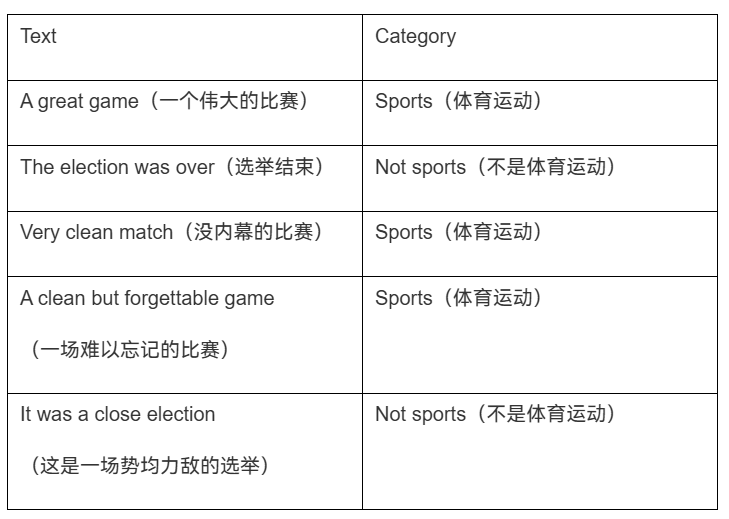 Text
Category
A great game（一个伟大的比赛）
Sports（体育运动）
The election was over（选举结束）
Not sports（不是体育运动）
Very clean match（没内幕的比赛）
Sports（体育运动）
A clean but forgettable game
（一场难以忘记的比赛）
Sports（体育运动）
It was a close election
（这是一场势均力敌的选举）
Not sports（不是体育运动）